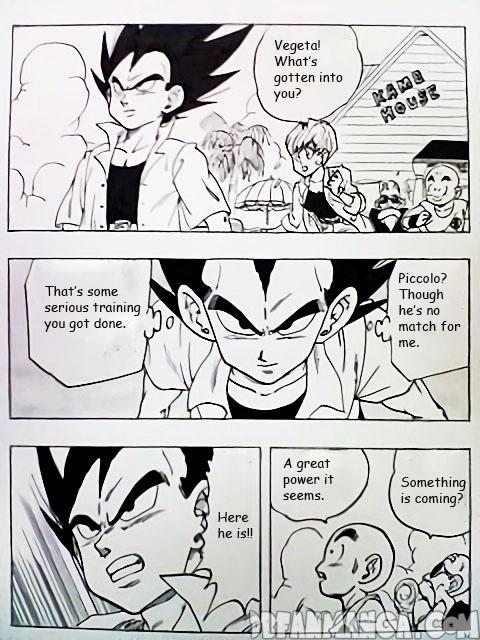 Vegeta!
What's
gotten into
you?
KAME
HOUSE
That's some
serious training
you got done.
Piccolo?
Though
he's no
match for
me.
Here
he is!!
A great
power it
seems.
Something
is coming?
DREAMMANGA.COM